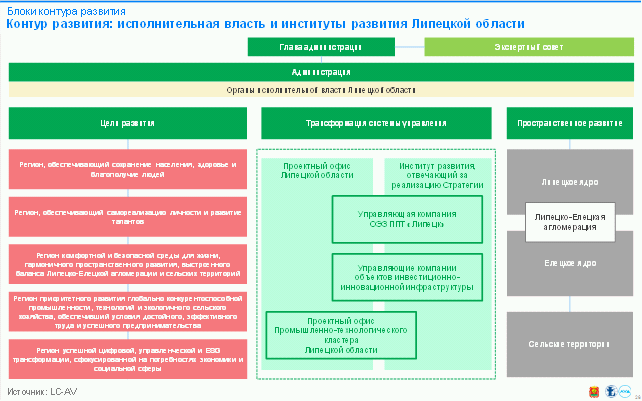 Блоки контура развития
Контур развития: исполнительная власть и институты развития Липецкой области
Глава администрации
Экспертный совет
Администрация
Органы исполнительной власти Липецкой области
Цели развития
Трансформация системы управления
Пространственное развитие
Регион, обеспечивающий сохранение населения, здоровье и
благополучие людей
Регион, обеспечивающий самореализацию личности и развитие
талантов
Регион комфортной и безопасной среды для жизни,
гармоничного пространственного развития, выстроенного
баланса Липецко-Елецкой агломерации и сельских территорий
Регион приоритетного развития глобально конкурентоспособной
промышленности, технологий и экологичного сельского
хозяйства, обеспечивший условия достойного, эффективного
труда и успешного предпринимательства
Регион успешной цифровой, управленческой и ESG
трансформации, сфокусированной на потребностях экономики и
социальной сферы
Проектный офис
Липецкой области
Институт развития,
отвечающий за
реализацию Стратегии
Управляющая компания
ОЭЗ ППТ «Липецк»
Управляющие компании
объектов инвестиционно-
инновационной инфраструктуры
Проектный офис
Промышленно-технологического
кластера
Липецкой области
Липецкое ядро
Липецко-Елецкая
агломерация
Елецкое ядро
Сельские территории
Источник: LC-AV